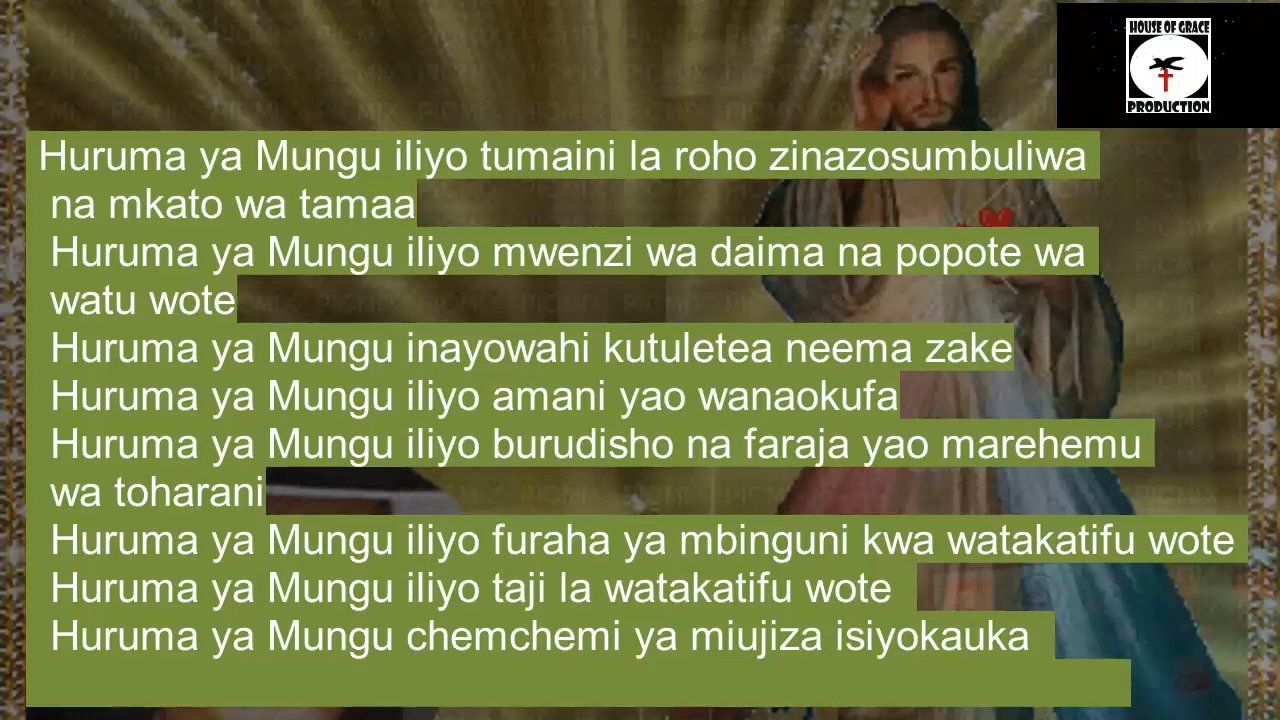 HOUSE OF GRACE
PRODUCTION
Huruma ya Mungu iliyo tumaini la roho zinazosumbuliwa
na mkato wa tamaa
Huruma ya Mungu iliyo mwenzi wa daima na popote wa
watu wote
Huruma ya Mungu inayowahi kutuletea neema zake
Huruma ya Mungu iliyo amani yao wanaokufa
Huruma ya Mungu iliyo burudisho na faraja yao marehemu
wa toharani
Huruma ya Mungu iliyo furaha ya mbinguni kwa watakatifu wote
Huruma ya Mungu iliyo taji la watakatifu wote
Huruma ya Mungu chemchemi ya miujiza isiyokauka